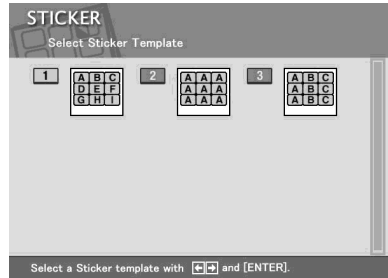 STICKER
Select Sticker Template
1 2 3
A B C A A A A B C
D E F A A A A B C
G H I A A A A B C
Select a Sticker template with ←→ and [ENTER].